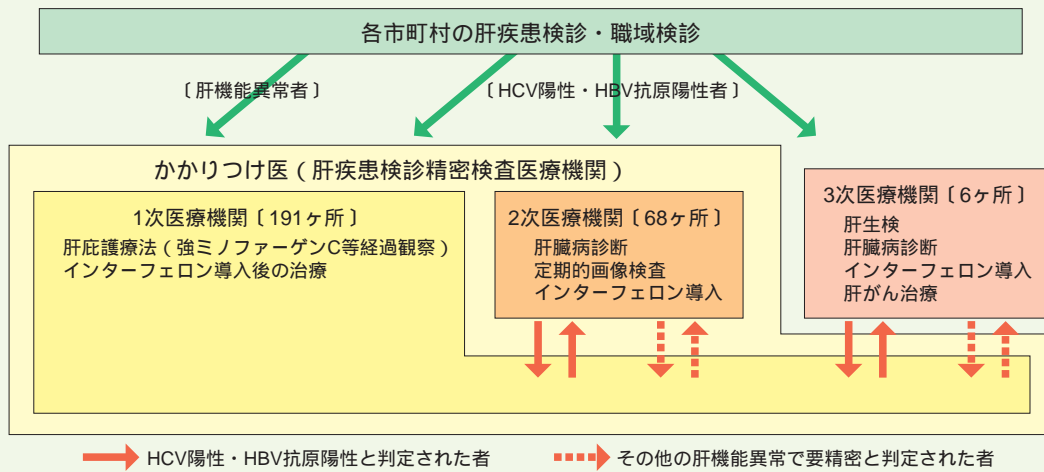 各市町村の肝疾患検診・職域検診
〔肝機能異常者〕
〔HCV陽性・HBV抗原陽性者〕
かかりつけ医(肝疾患検診精密検査医療機関)
1次医療機関〔191ヶ所〕
肝庇護療法(強ミノファーゲンC等経過観察)
インターフェロン導入後の治療
2次医療機関〔68ヶ所〕
肝臓病診断
定期的画像検査
インターフェロン導入
3次医療機関〔6ヶ所〕
肝生検
肝臓病診断
インターフェロン導入
肝がん治療
HCV陽性・HBV抗原陽性と判定された者
その他の肝機能異常で要精密と判定された者